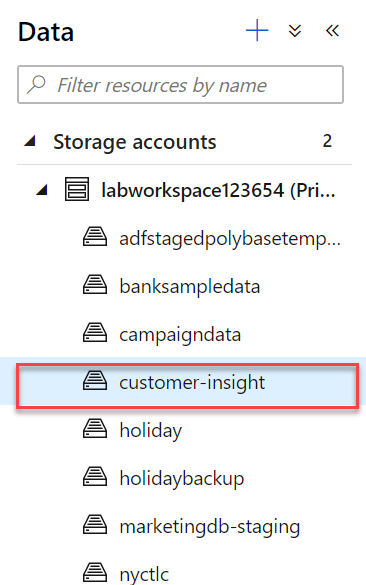 Data
Filter resources by name
Storage accounts 2
labworkspace123654 (Pri...
adfstagedpolybasetemp...
banksampledata
campaigndata
customer-insight
holiday
holidaybackup
marketingdb-staging
nyctlc